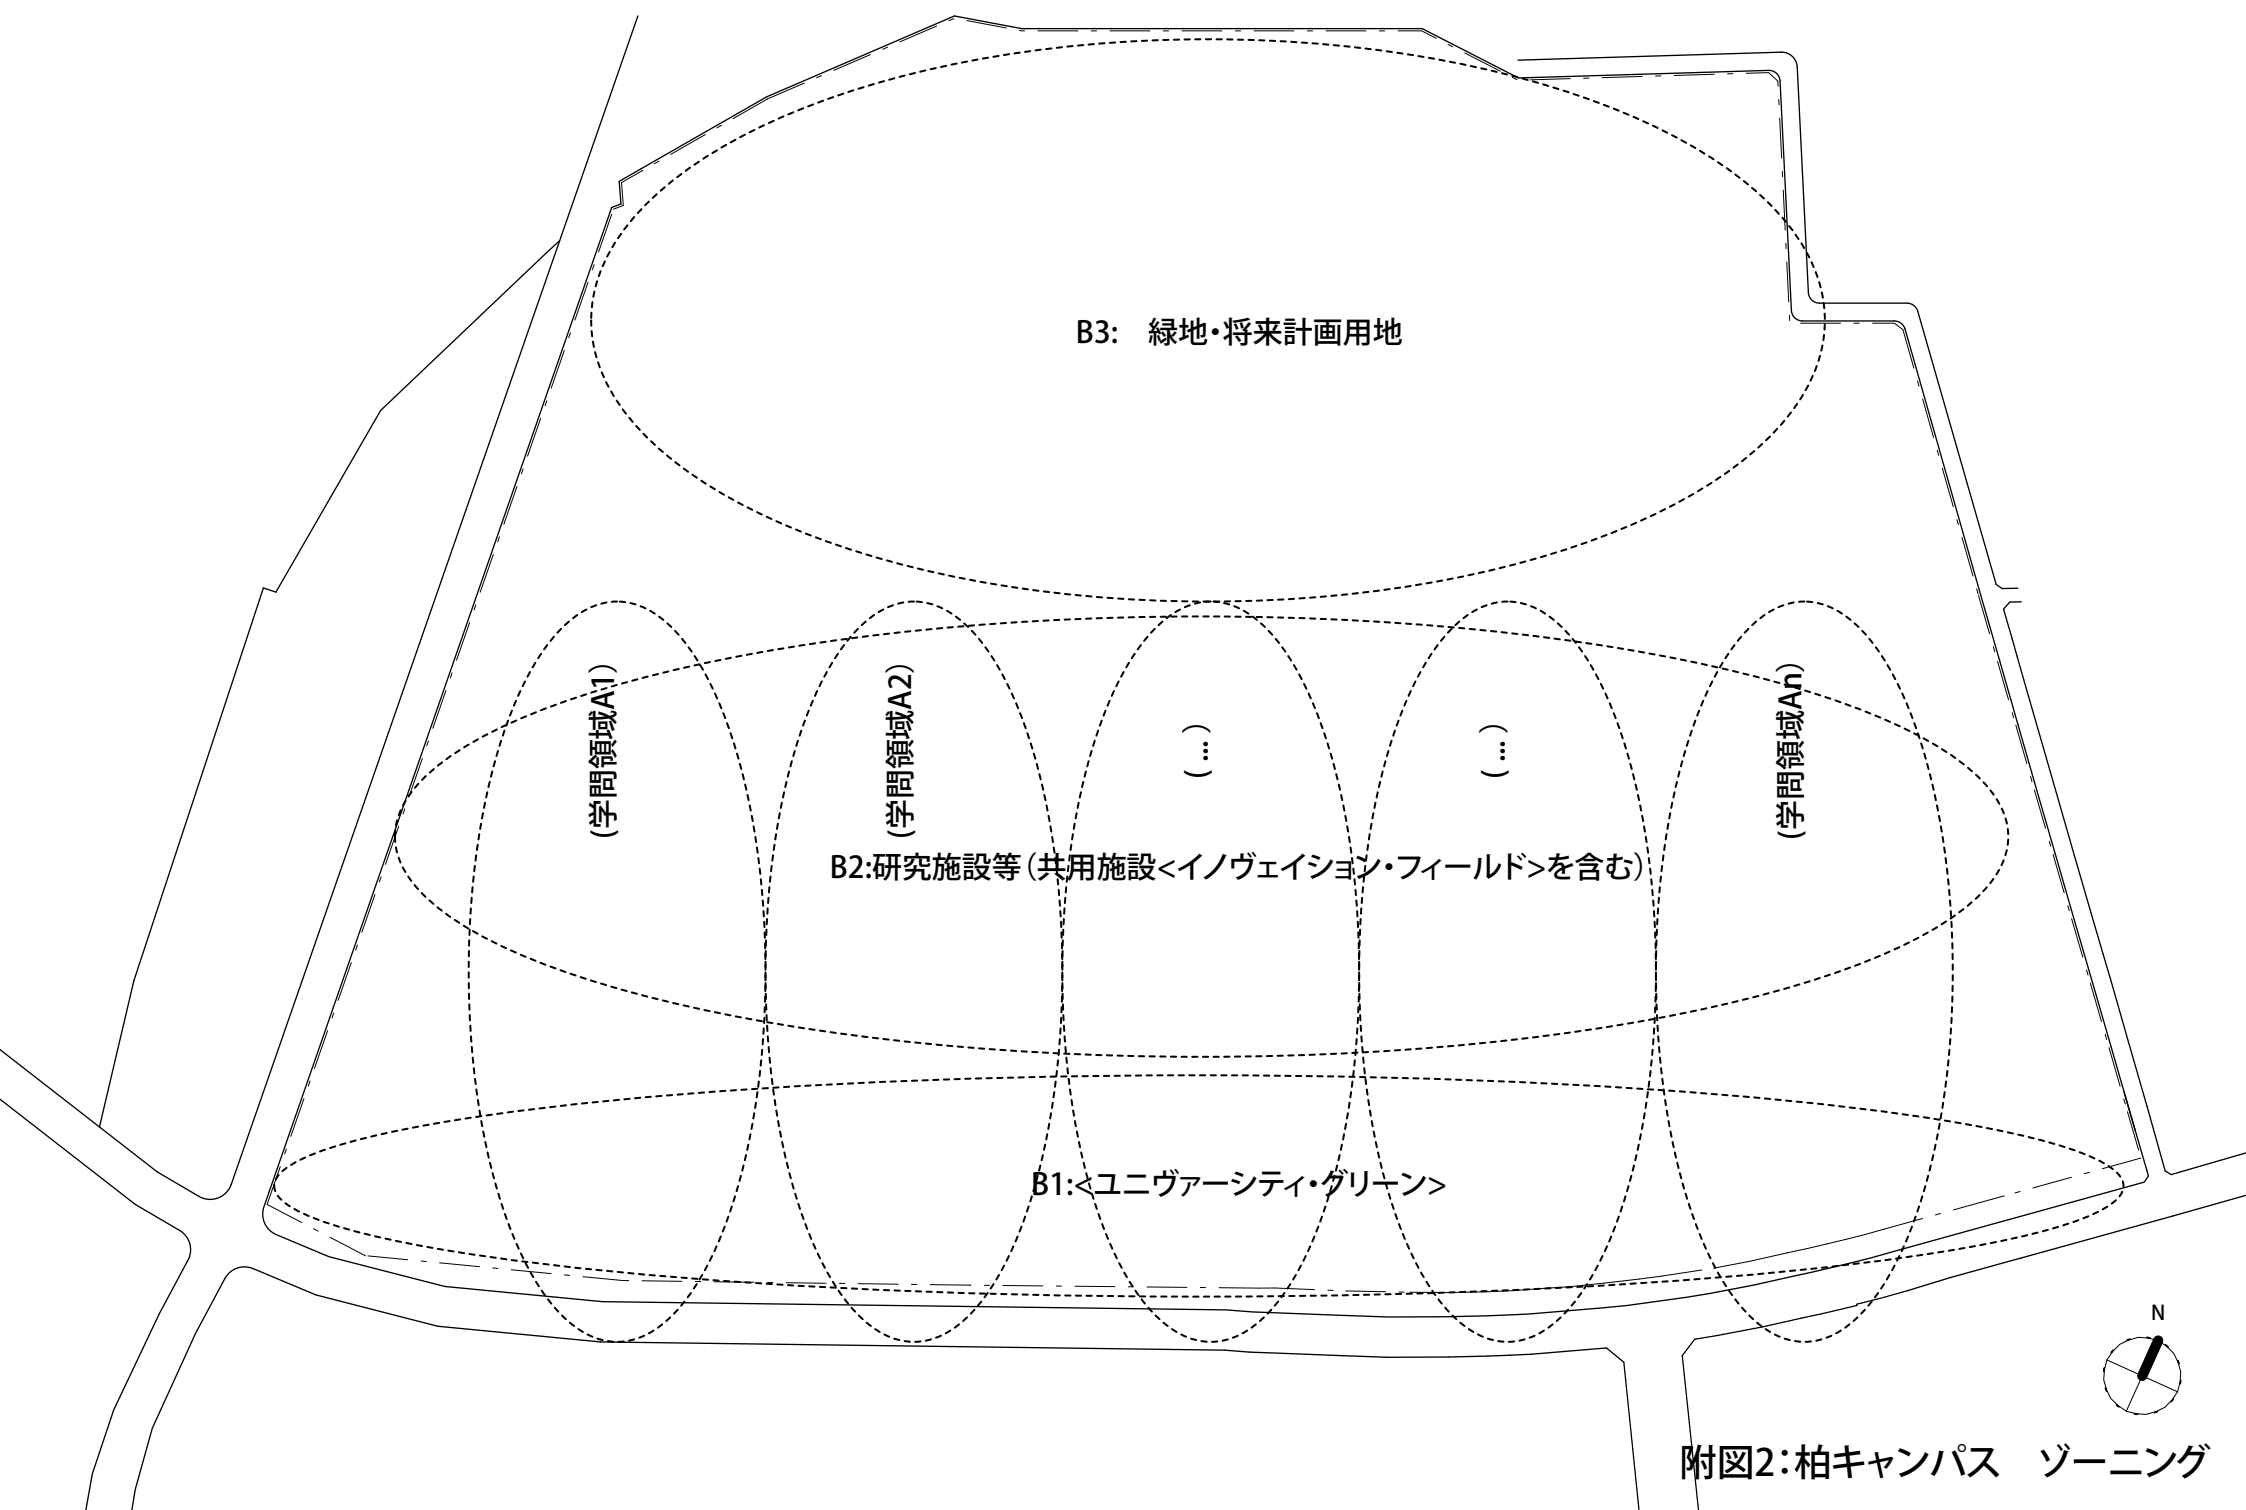 B3:　緑地・将来計画用地
(学問領域A1)
(学問領域A2)
(...)
(...)
(学問領域An)
B2:研究施設等（共用施設<イノヴェイション・フィールド>を含む）
B1:<ユニヴァーシティ・グリーン>
N
附図2：柏キャンパス　ゾーニング